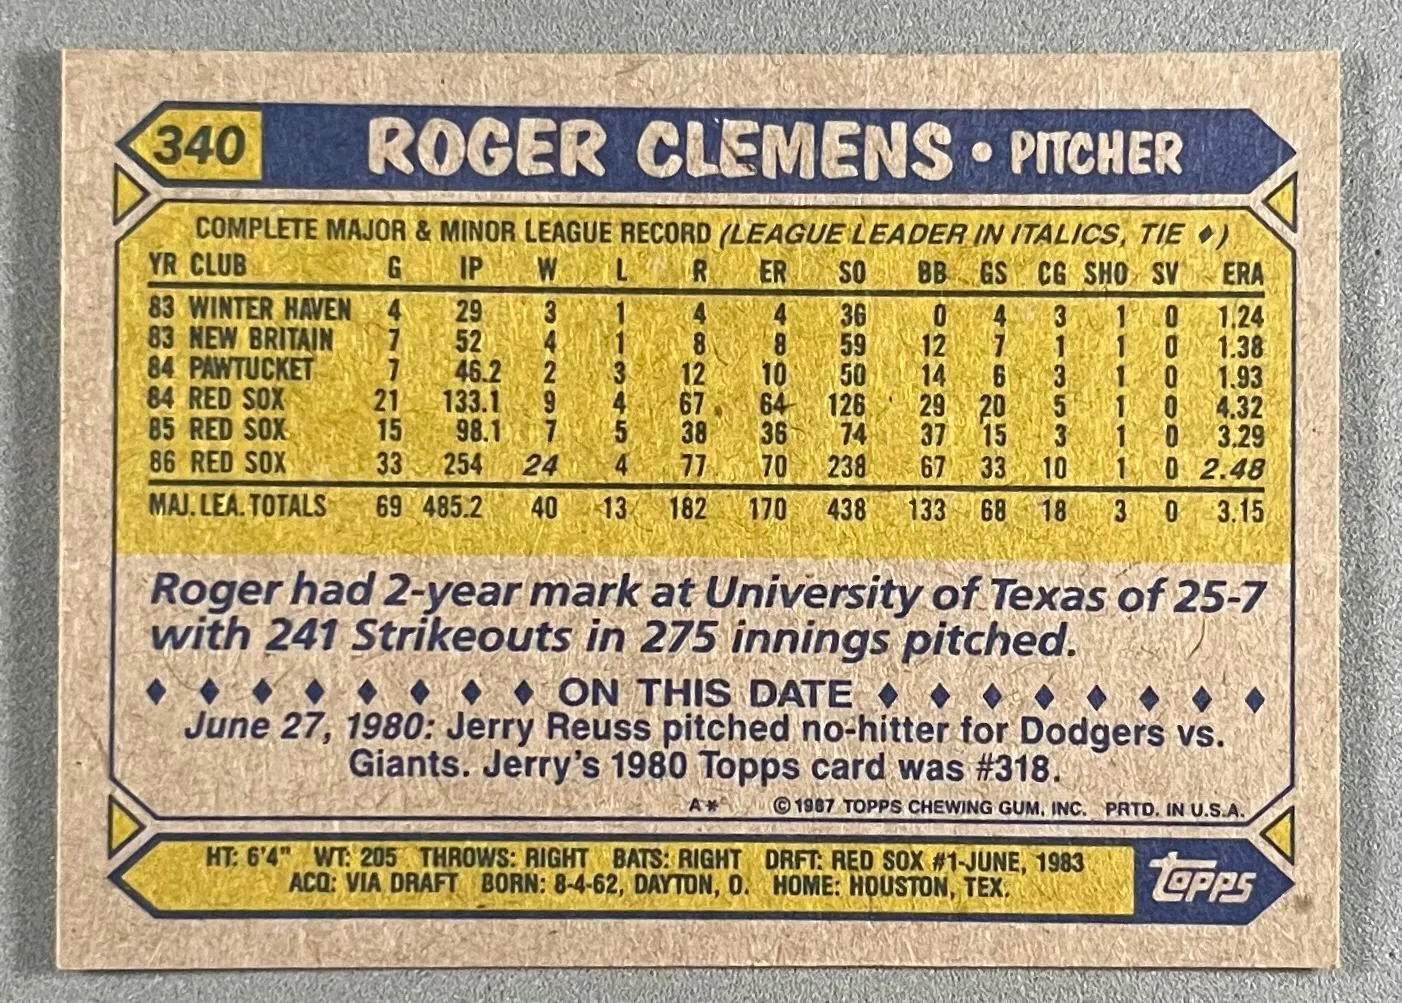 340 ROGER CLEMENS • PITCHER
COMPLETE MAJOR & MINOR LEAGUE RECORD (LEAGUE LEADER IN ITALICS, TIE ♦)
YR CLUB G IP W L R ER SO BB GS CG SHO SV ERA
83 WINTER HAVEN 4 29 3 1 4 4 36 0 4 3 1 0 1.24
83 NEW BRITAIN 7 52 4 1 8 8 59 12 7 1 1 0 1.38
84 PAWTUCKET 7 46.2 2 3 12 10 50 14 6 3 1 0 1.93
84 RED SOX 21 133.1 9 4 67 64 126 29 20 5 1 0 4.32
85 RED SOX 15 98.1 7 5 38 36 74 37 15 3 1 0 3.29
86 RED SOX 33 254 24 4 77 70 238 67 33 10 1 0 2.48
MAJ. LEA. TOTALS 69 485.2 40 13 182 170 438 133 68 18 3 0 3.15
Roger had 2-year mark at University of Texas of 25-7
with 241 Strikeouts in 275 innings pitched.
♦ ♦ ♦ ♦ ♦ ♦ ♦ ♦ ON THIS DATE ♦ ♦ ♦ ♦ ♦ ♦ ♦ ♦
June 27, 1980: Jerry Reuss pitched no-hitter for Dodgers vs.
Giants. Jerry's 1980 Topps card was #318.
A* © 1987 TOPPS CHEWING GUM, INC. PRTD. IN U.S.A.
HT: 6'4" WT: 205 THROWS: RIGHT BATS: RIGHT DRFT: RED SOX #1-JUNE, 1983
ACQ: VIA DRAFT BORN: 8-4-62, DAYTON, O. HOME: HOUSTON, TEX.
topps